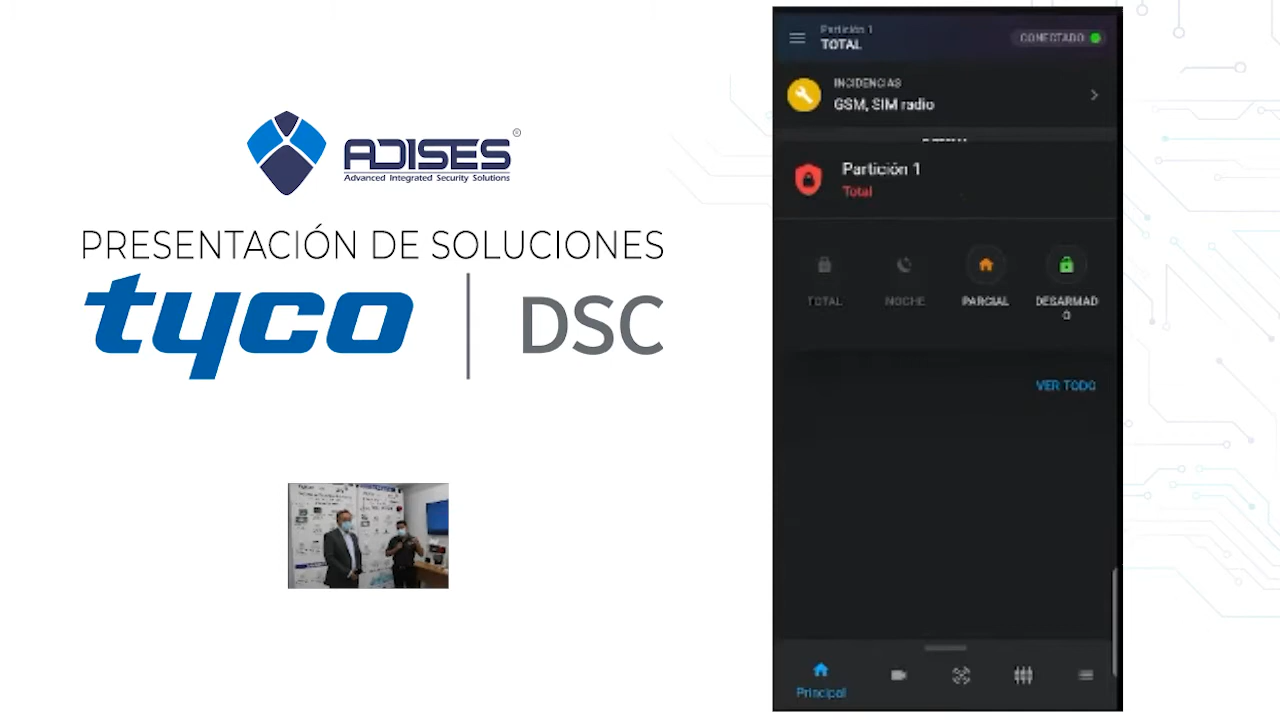 ADISES®
Advanced Integrated Security Solutions
PRESENTACIÓN DE SOLUCIONES
tyco
DSC
Partición 1
TOTAL
CONECTADO
INCIDENCIAS
GSM, SIM radio
Partición 1
Total
TOTAL
NOCHE
PARCIAL
DESARMAD
O
VER TODO
Principal